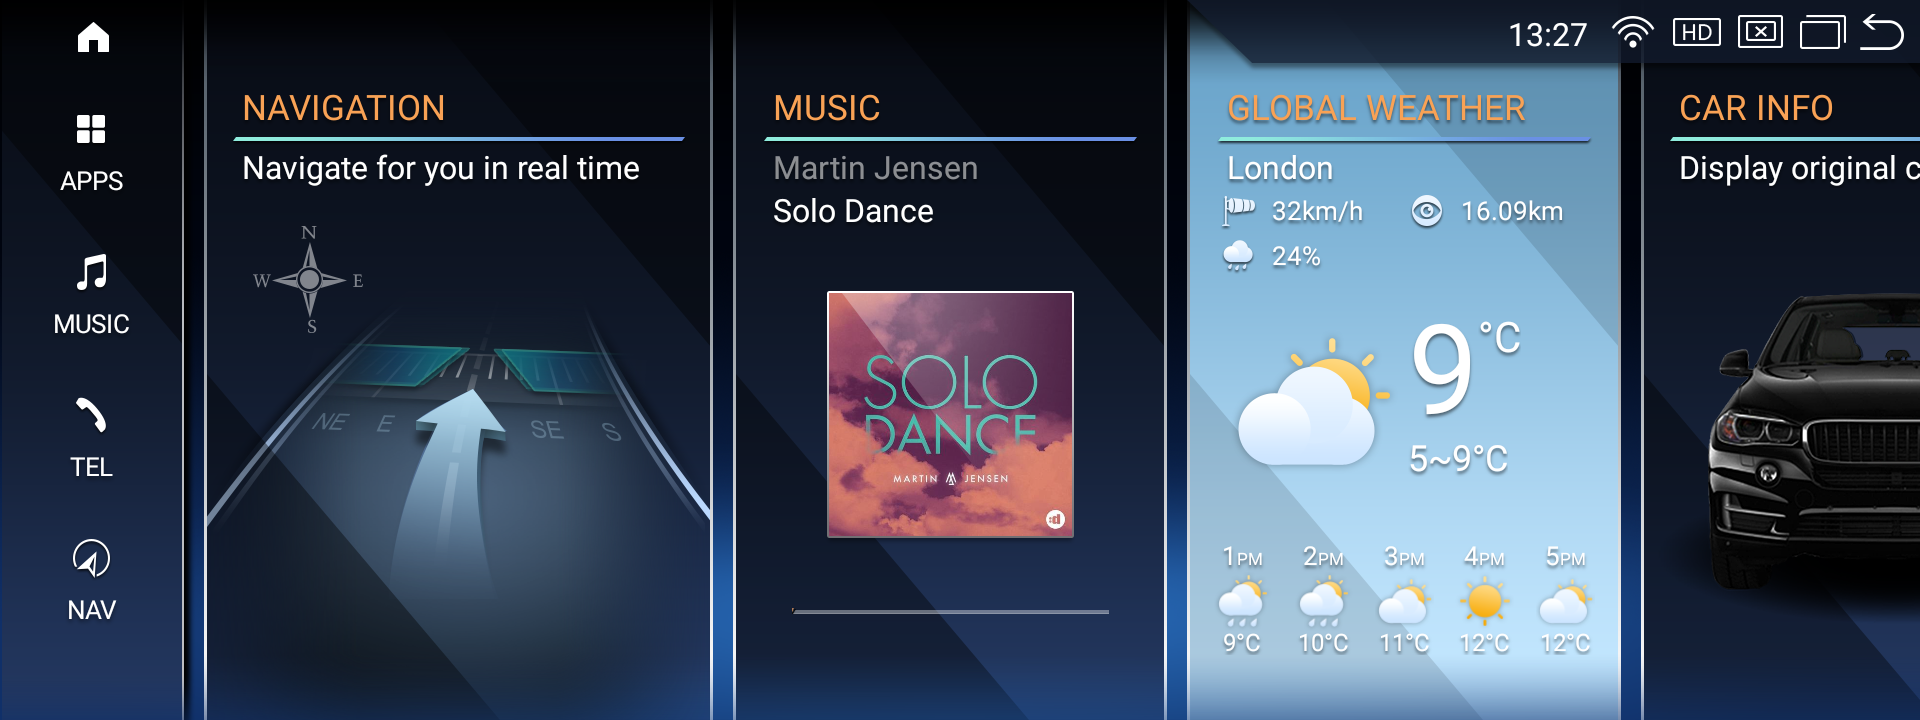 13:27
HD
APPS
MUSIC
TEL
NAV
NAVIGATION
Navigate for you in real time
N
W E
S
NE E SE S
MUSIC
Martin Jensen
Solo Dance
SOLO
DANCE
MARTIN JENSEN
:d
GLOBAL WEATHER
London
32km/h 16.09km
24%
9°C
5~9°C
1PM 2PM 3PM 4PM 5PM
9°C 10°C 11°C 12°C 12°C
CAR INFO
Display original c